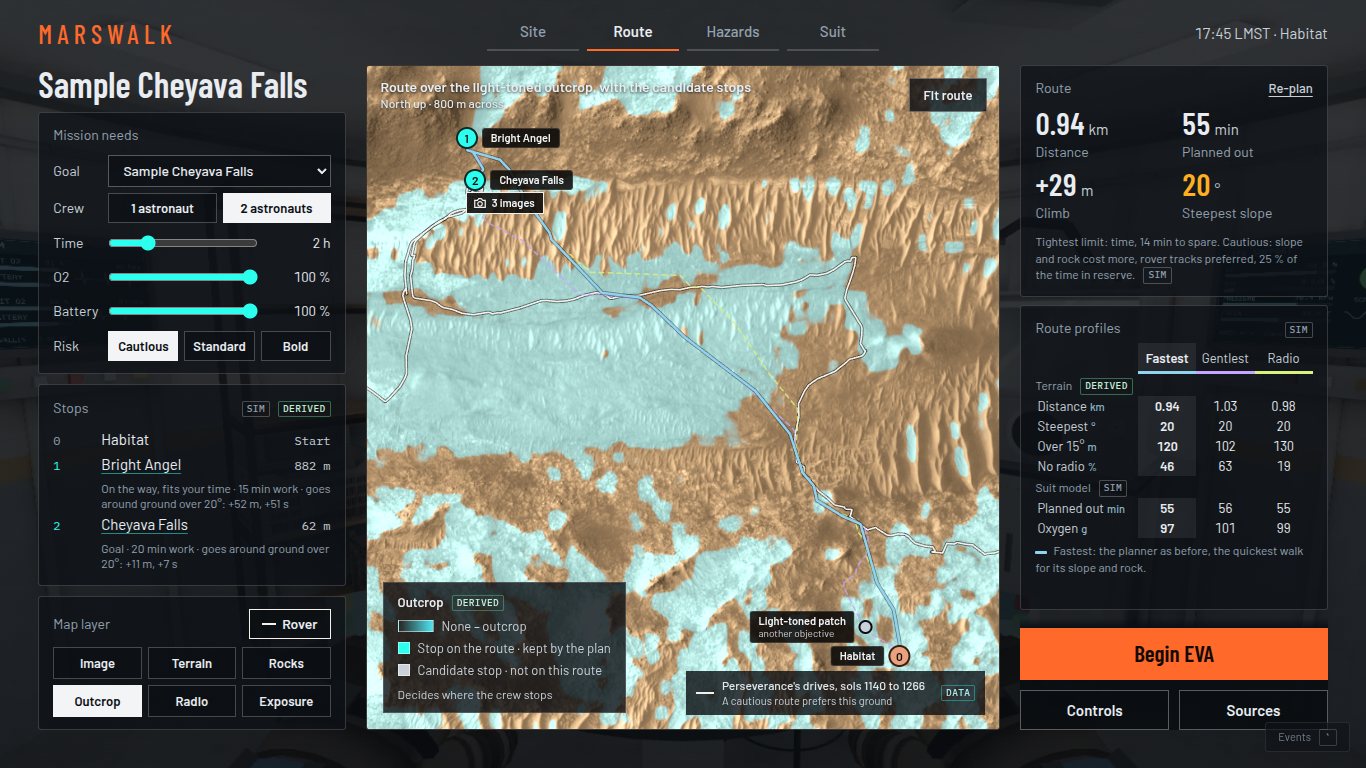 MARSWALK
Site
Route
Hazards
Suit
17:45 LMST · Habitat
Sample Cheyava Falls
Mission needs
Goal
Sample Cheyava Falls
Crew
1 astronaut
2 astronauts
Time
2 h
O2
100 %
Battery
100 %
Risk
Cautious
Standard
Bold
Stops
SIM
DERIVED
0 Habitat Start
1 Bright Angel 882 m
On the way, fits your time · 15 min work · goes
around ground over 20°: +52 m, +51 s
2 Cheyava Falls 62 m
Goal · 20 min work · goes around ground over
20°: +11 m, +7 s
Map layer
Rover
Image
Terrain
Rocks
Outcrop
Radio
Exposure
Route over the light-toned outcrop, with the candidate stops
North up · 800 m across
Fit route
1 Bright Angel
2 Cheyava Falls
3 images
Outcrop DERIVED
None – outcrop
Stop on the route · kept by the plan
Candidate stop · not on this route
Decides where the crew stops
Light-toned patch
another objective
Habitat 0
Perseverance's drives, sols 1140 to 1266
A cautious route prefers this ground
DATA
Route
Re-plan
0.94 km
Distance
55 min
Planned out
+29 m
Climb
20 °
Steepest slope
Tightest limit: time, 14 min to spare. Cautious: slope
and rock cost more, rover tracks preferred, 25 % of
the time in reserve. SIM
Route profiles
SIM
Fastest Gentlest Radio
Terrain DERIVED
Distance km 0.94 1.03 0.98
Steepest ° 20 20 20
Over 15° m 120 102 130
No radio % 46 63 19
Suit model SIM
Planned out min 55 56 55
Oxygen g 97 101 99
Fastest: the planner as before, the quickest walk
for its slope and rock.
Begin EVA
Controls
Sources
Events `